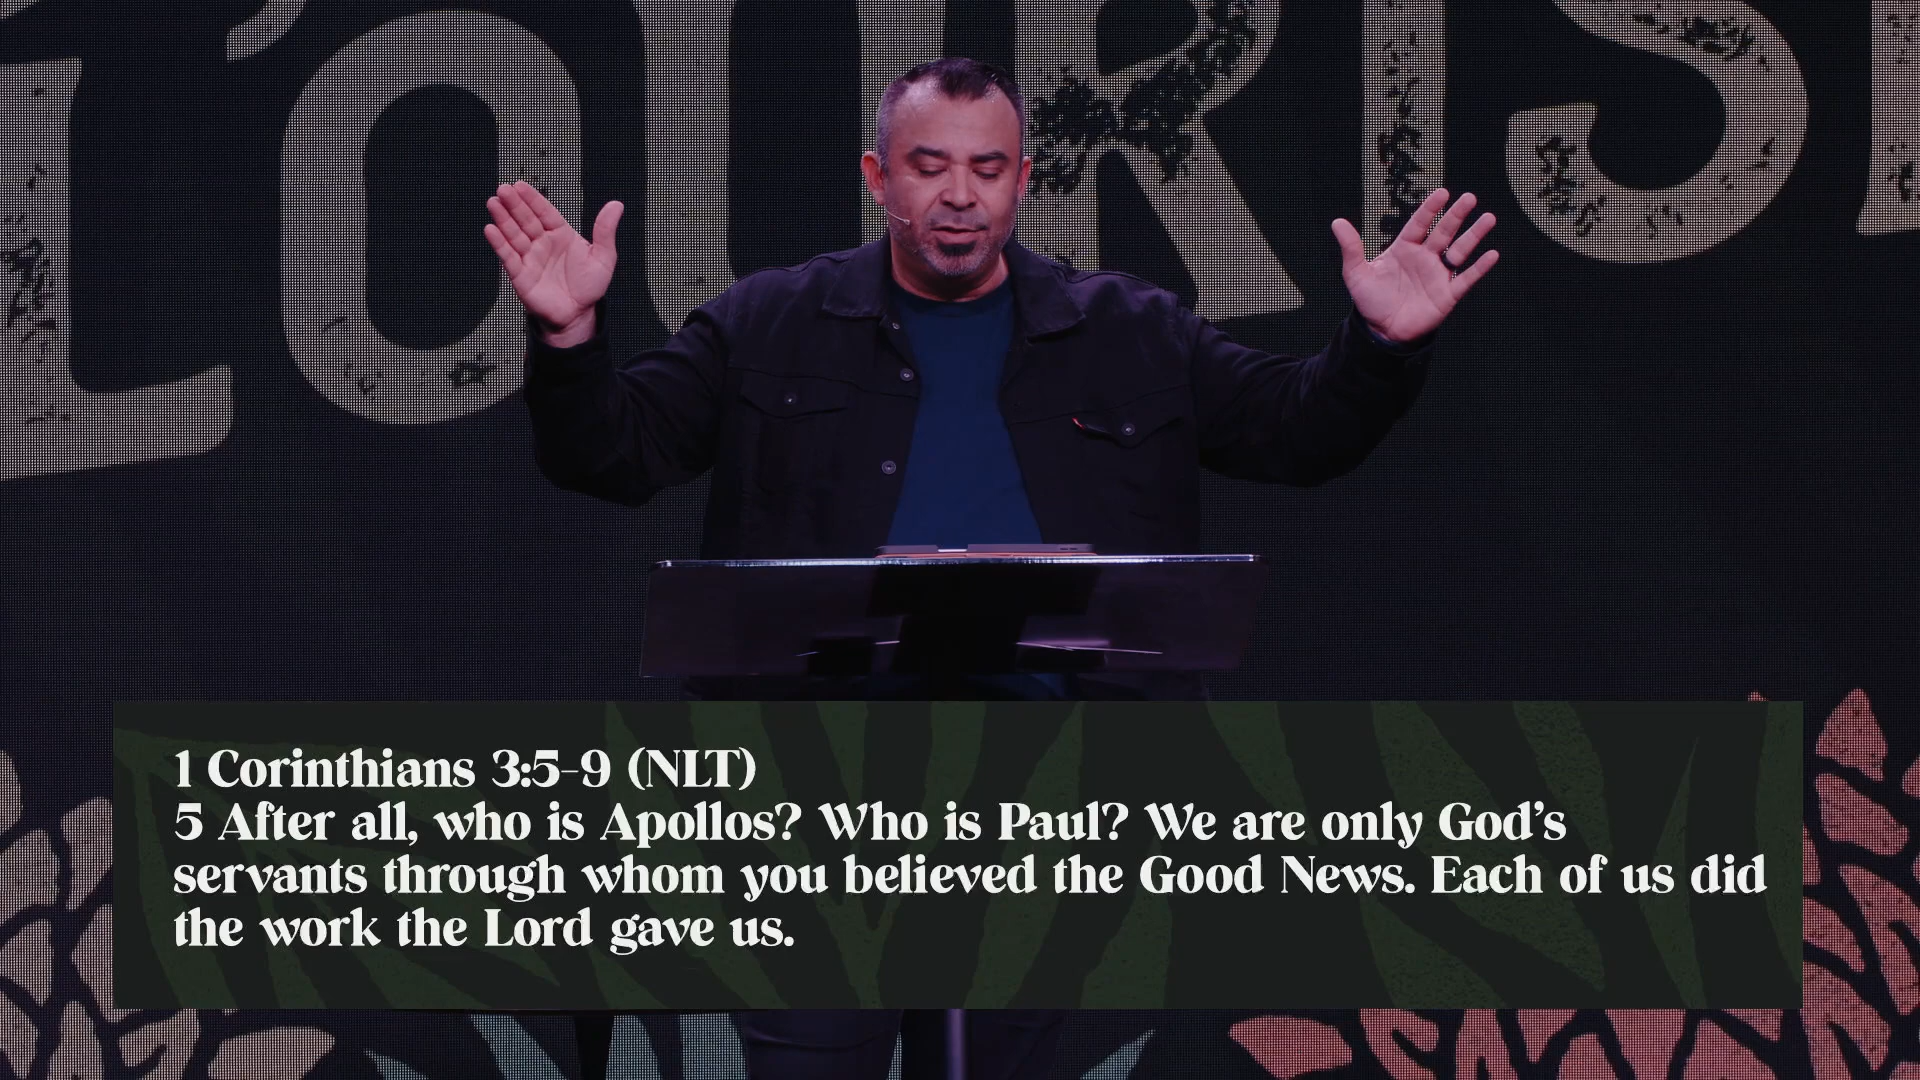 LOURIS
1 Corinthians 3:5-9 (NLT)
5 After all, who is Apollos? Who is Paul? We are only God’s
servants through whom you believed the Good News. Each of us did
the work the Lord gave us.